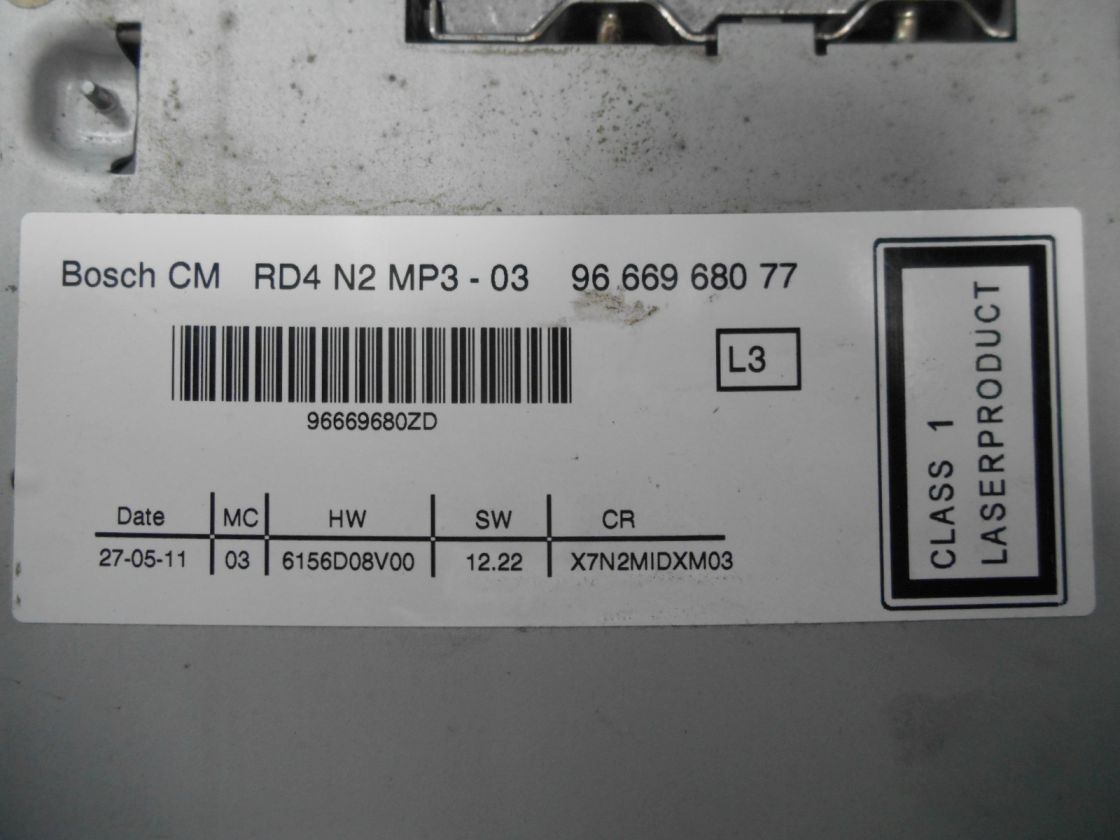 Bosch CM RD4 N2 MP3 - 03 96 669 680 77
96669680ZD
L3
Date MC HW SW CR
27-05-11 03 6156D08V00 12.22 X7N2MIDXM03
CLASS 1
LASERPRODUCT